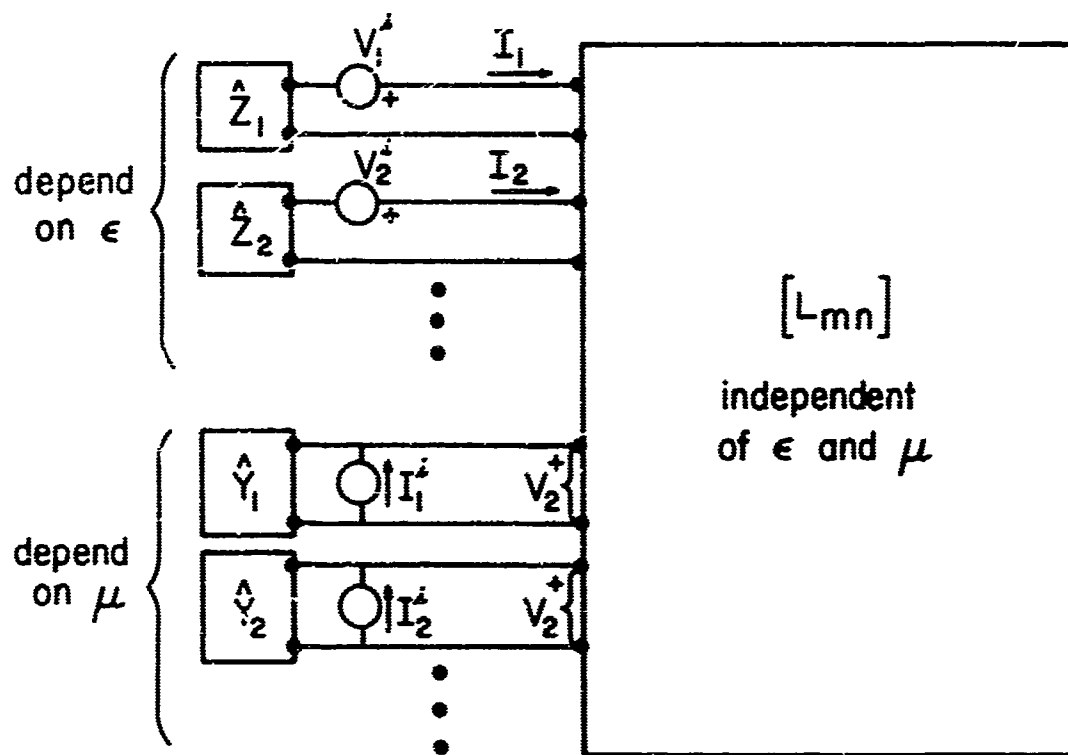 V₁ⁱ
I₁
Ẑ₁
+
V₂ⁱ
I₂
depend
on ϵ
Ẑ₂
+
[Lmn]
independent
of ϵ and μ
Ŷ₁
I₁ⁱ
V₂
+
depend
on μ
Ŷ₂
I₂ⁱ
V₂
+